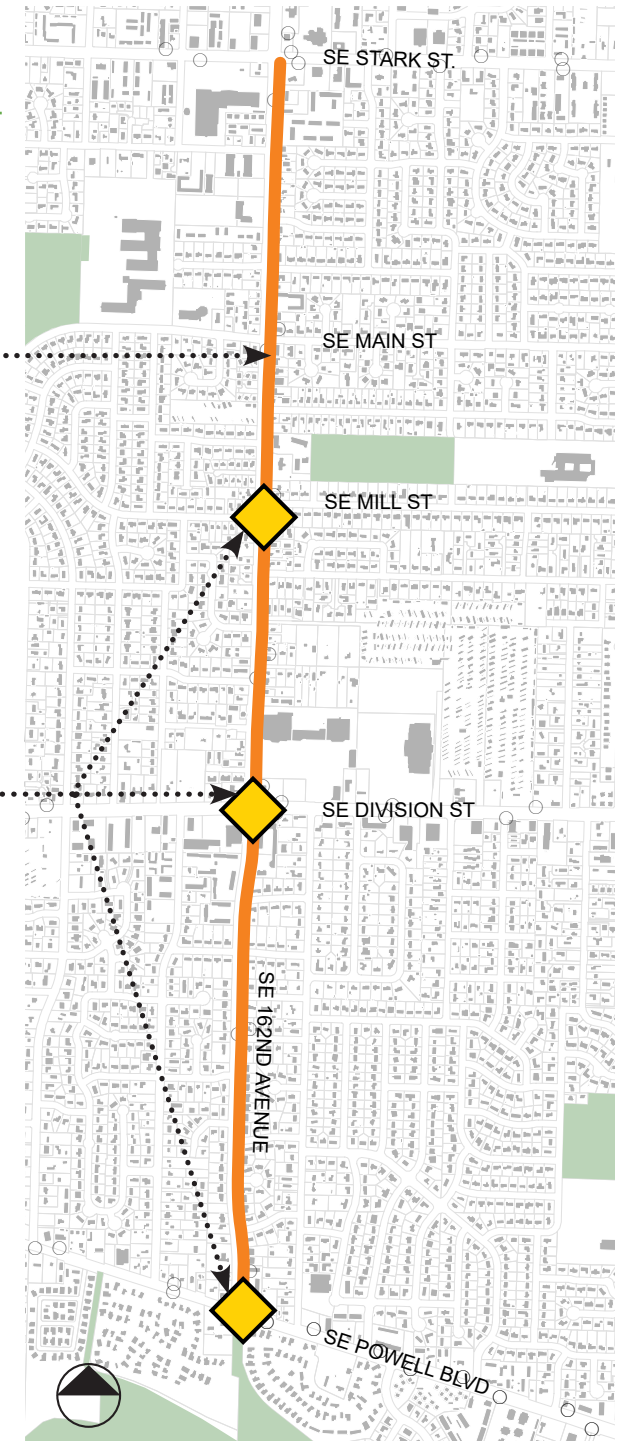 SE STARK ST.
SE MAIN ST
SE MILL ST
SE DIVISION ST
SE 162ND AVENUE
SE POWELL BLVD